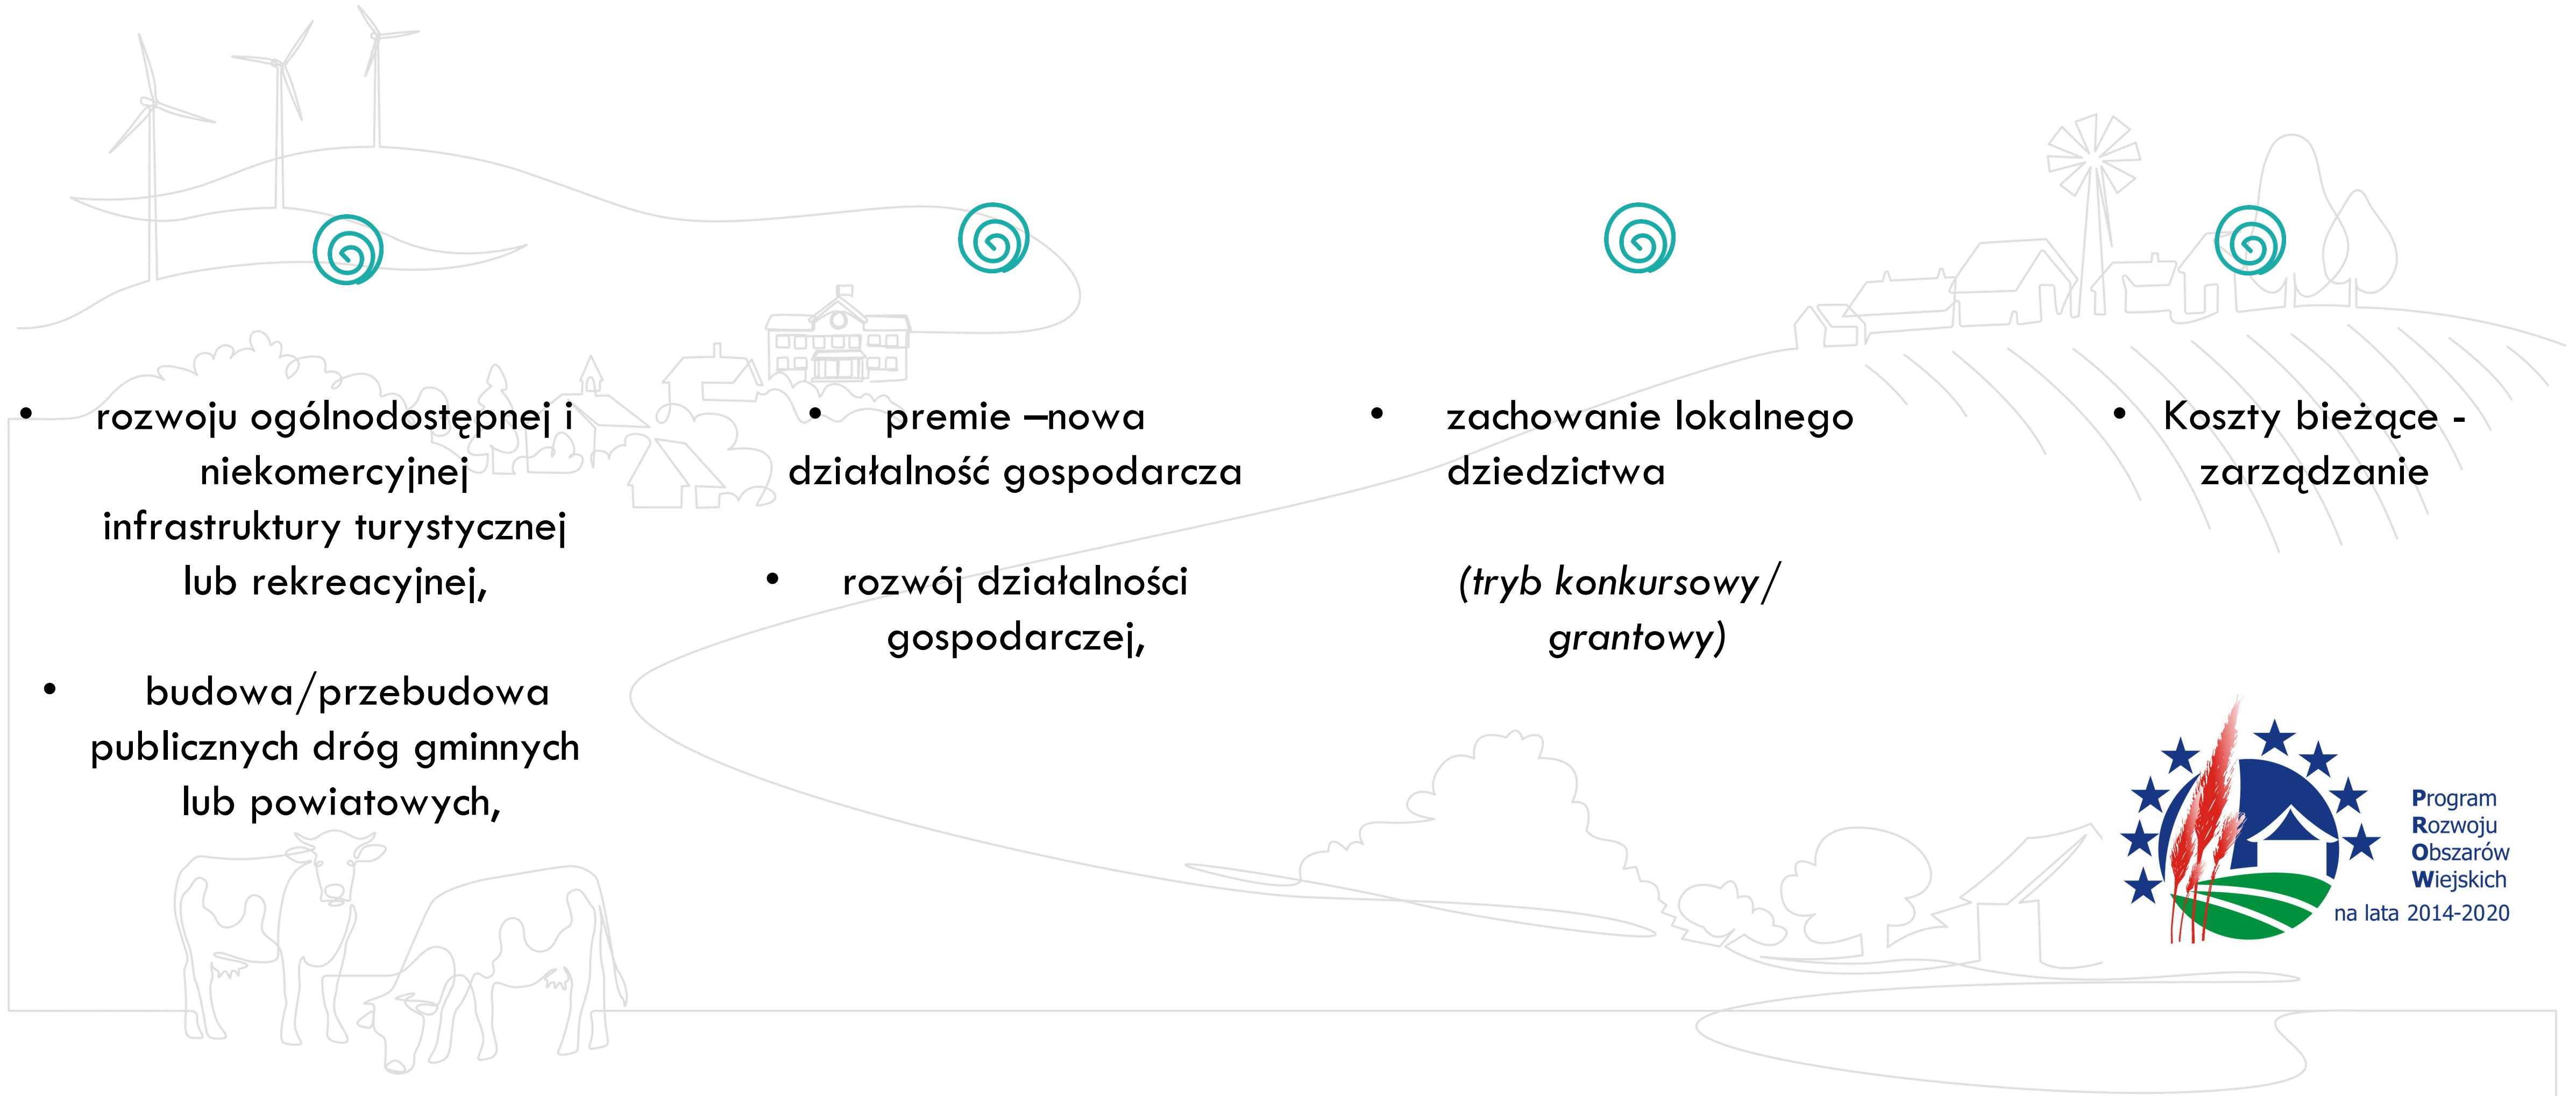 • rozwoju ogólnodostępnej i
niekomercyjnej
infrastruktury turystycznej
lub rekreacyjnej,
• budowa/przebudowa
publicznych dróg gminnych
lub powiatowych,
• premie –nowa
działalność gospodarcza
• rozwój działalności
gospodarczej,
• zachowanie lokalnego
dziedzictwa
(tryb konkursowy/
grantowy)
• Koszty bieżące -
zarządzanie
Program
Rozwoju
Obszarów
Wiejskich
na lata 2014-2020